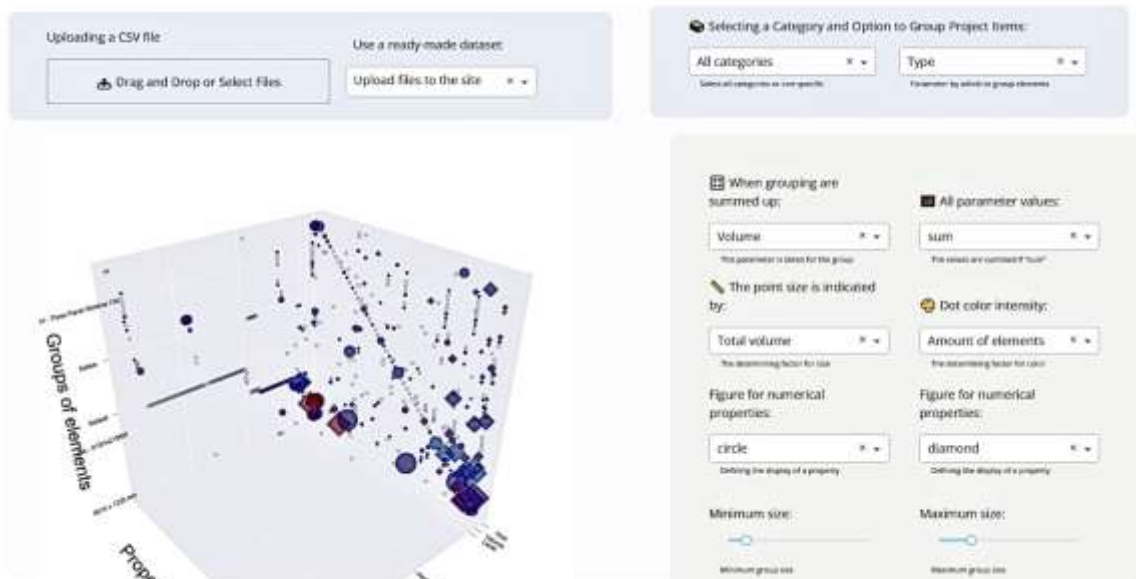 Uploading a CSV file
Drag and Drop or Select Files
Use a ready-made dataset
Upload files to the site
Selecting a Category and Option to Group Project Items:
All categories
Type
Select all categories or one specific
Parameter by which to group elements
When grouping are
summed up:
All parameter values:
Volume
sum
This parameter is taken for the group
The values are summed if "sum"
The point size is indicated
by:
Dot color intensity:
Total volume
Amount of elements
The determining factor for size
The determining factor for color
Figure for numerical
properties:
Figure for numerical
properties:
circle
diamond
Defining the display of a property
Defining the display of a property
Minimum size:
Maximum size:
Minimum group size
Maximum group size
Groups of elements